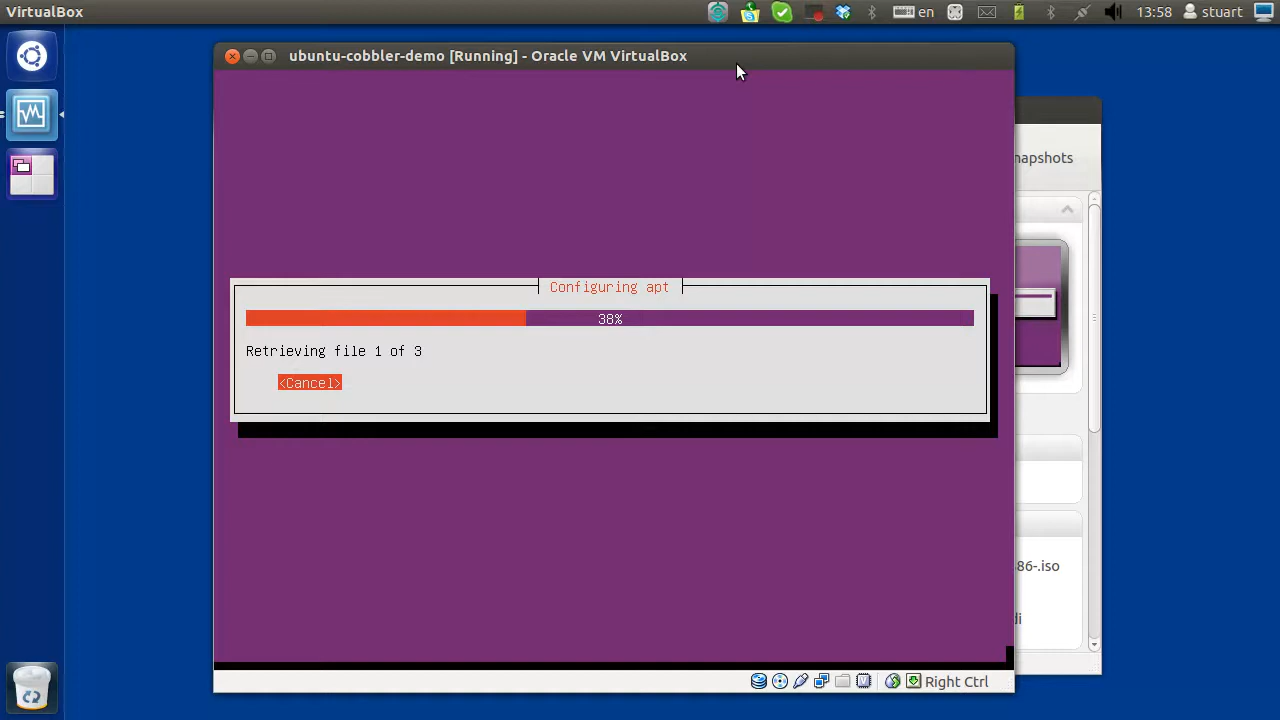 VirtualBox
en
13:58
stuart
ubuntu-cobbler-demo [Running] - Oracle VM VirtualBox
napshots
Configuring apt
38%
Retrieving file 1 of 3
<Cancel>
86-.iso
di
Right Ctrl